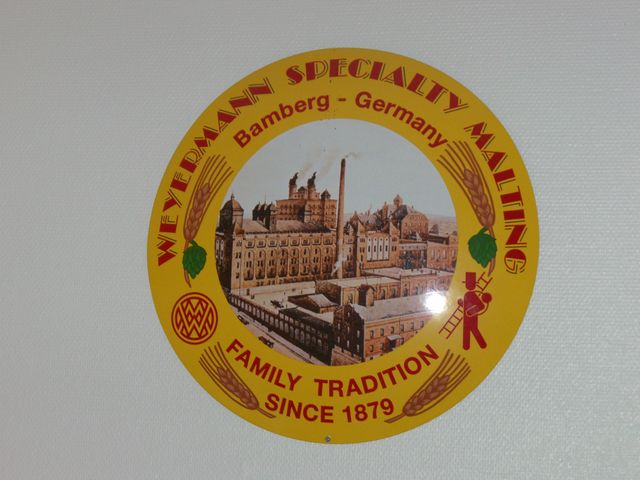 WEYERMANN SPECIALTY MALTING
Bamberg - Germany
FAMILY TRADITION
SINCE 1879